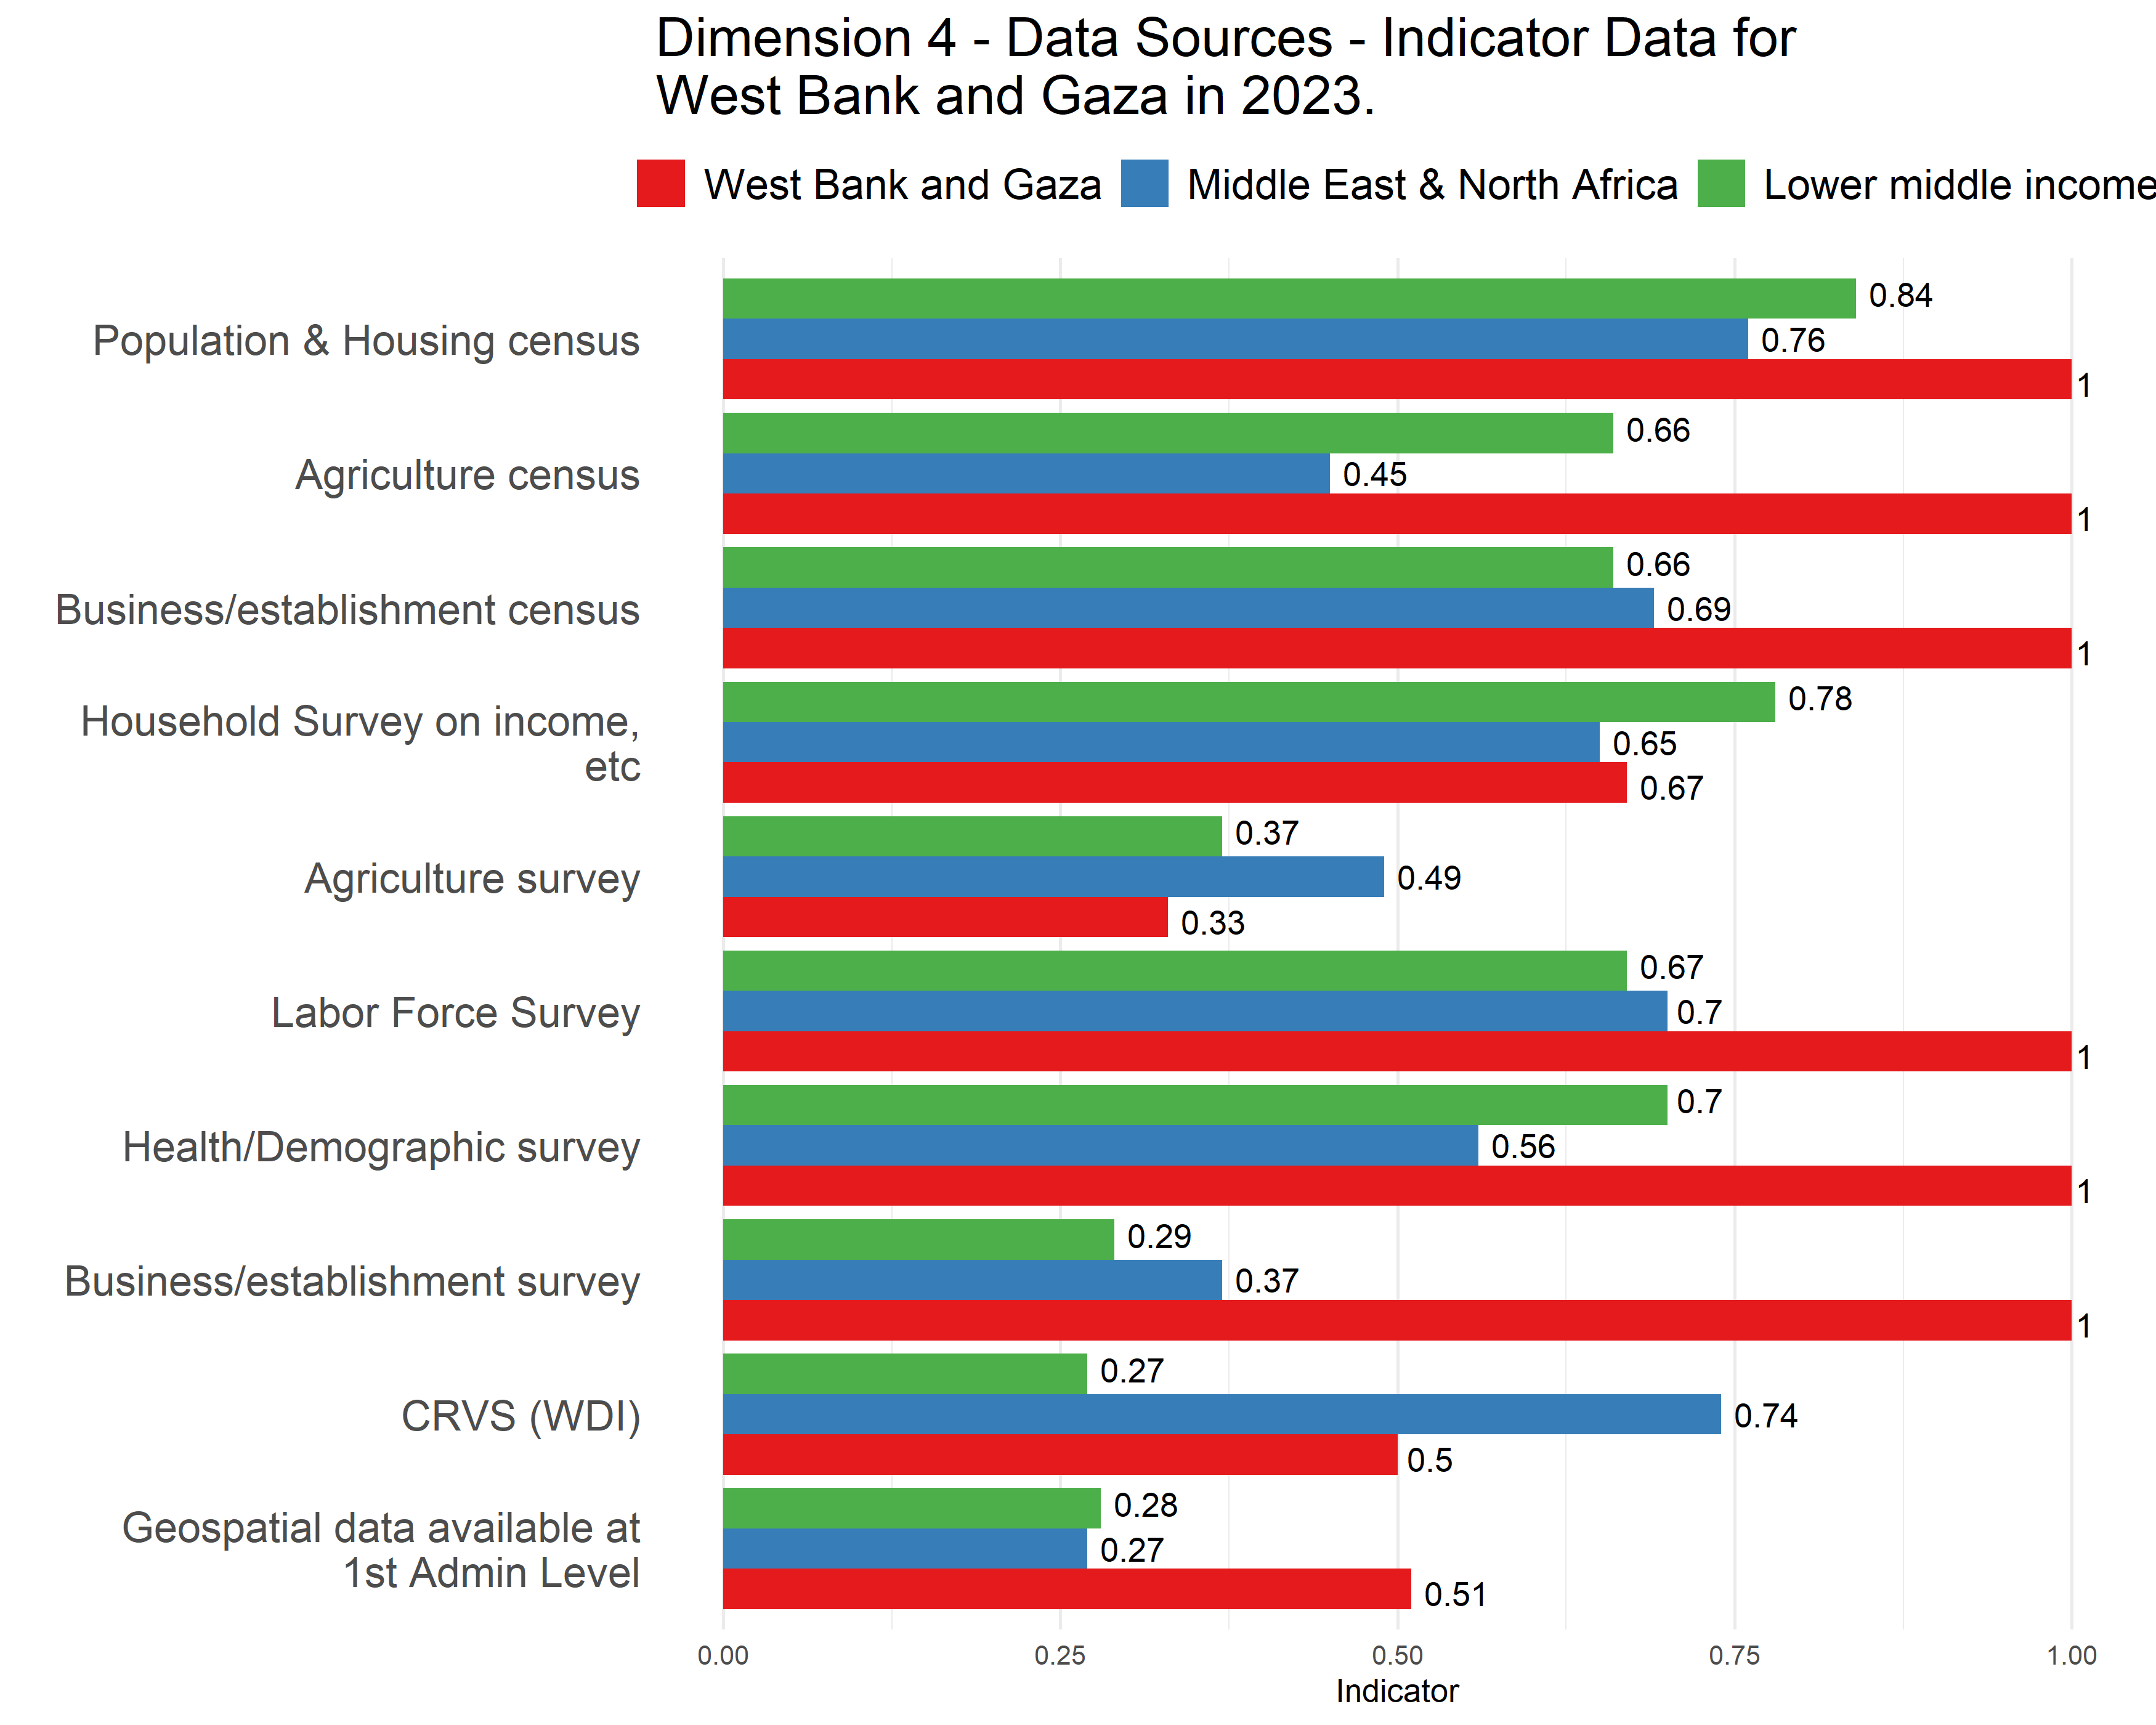 Dimension 4 - Data Sources - Indicator Data for
West Bank and Gaza in 2023.
West Bank and Gaza
Middle East & North Africa
Lower middle income
Population & Housing census
0.84
0.76
1
Agriculture census
0.66
0.45
1
Business/establishment census
0.66
0.69
1
Household Survey on income,
etc
0.78
0.65
0.67
Agriculture survey
0.37
0.49
0.33
Labor Force Survey
0.67
0.7
1
Health/Demographic survey
0.7
0.56
1
Business/establishment survey
0.29
0.37
1
CRVS (WDI)
0.27
0.74
0.5
Geospatial data available at
1st Admin Level
0.28
0.27
0.51
0.00
0.25
0.50
0.75
1.00
Indicator